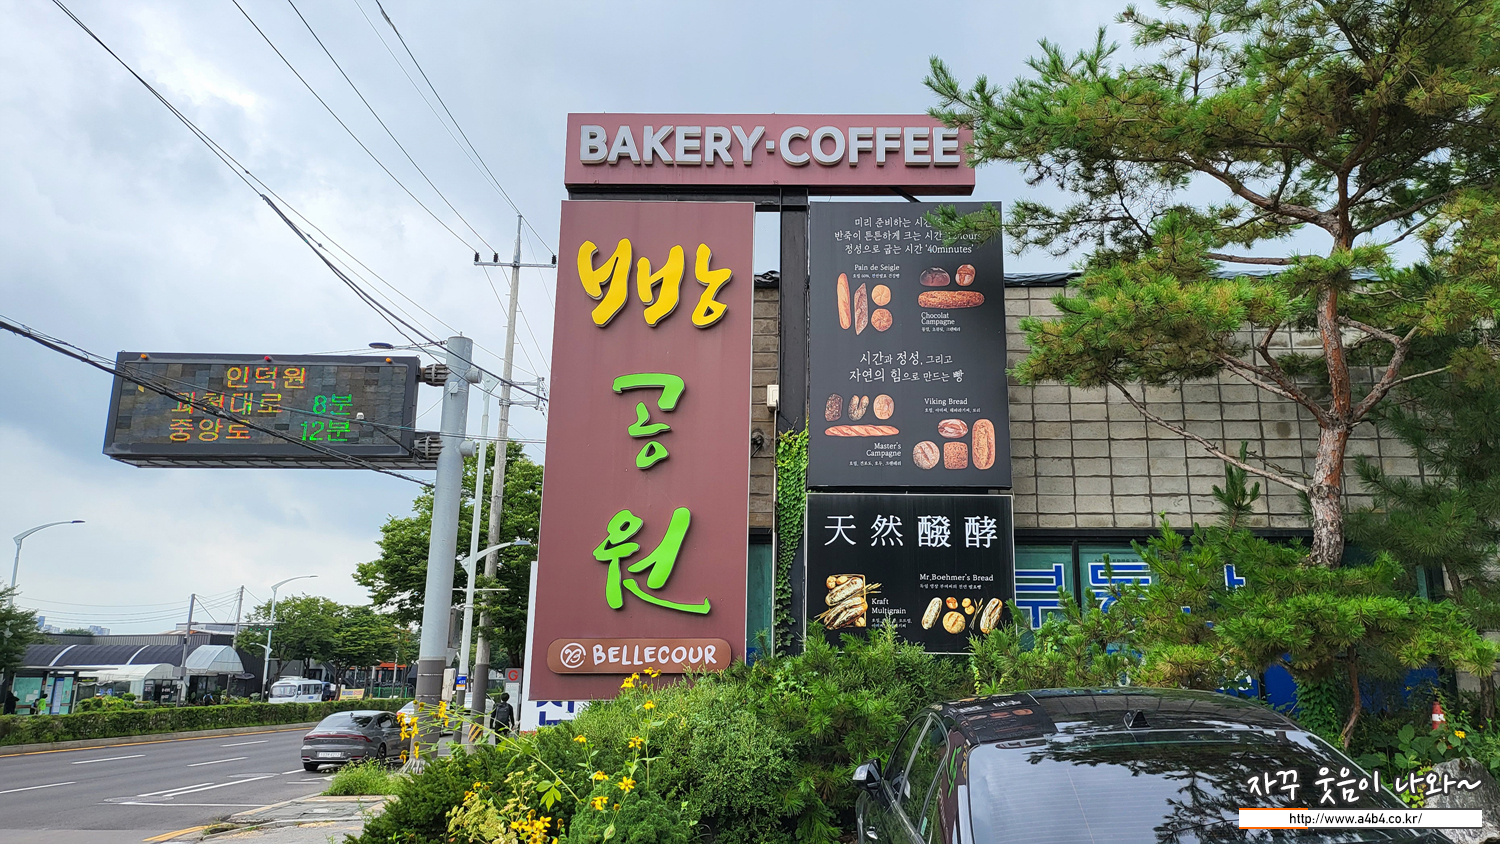 BAKERY·COFFEE
빵
공
원
BELLECOUR
미리 준비하는 시간
반죽이 튼튼하게 크는 시간
정성으로 굽는 시간 '40minutes'
Pain de Seigle
Chocolat
Campagne
시간과 정성, 그리고
자연의 힘으로 만드는 빵
Viking Bread
Master's
Campagne
天然醱酵
Mr.Boehmer's Bread
Kraft
Multigrain
인덕원
과천대로 8분
중앙로 12분
부동산
자꾸 웃음이 나와~
http://www.a4b4.co.kr/